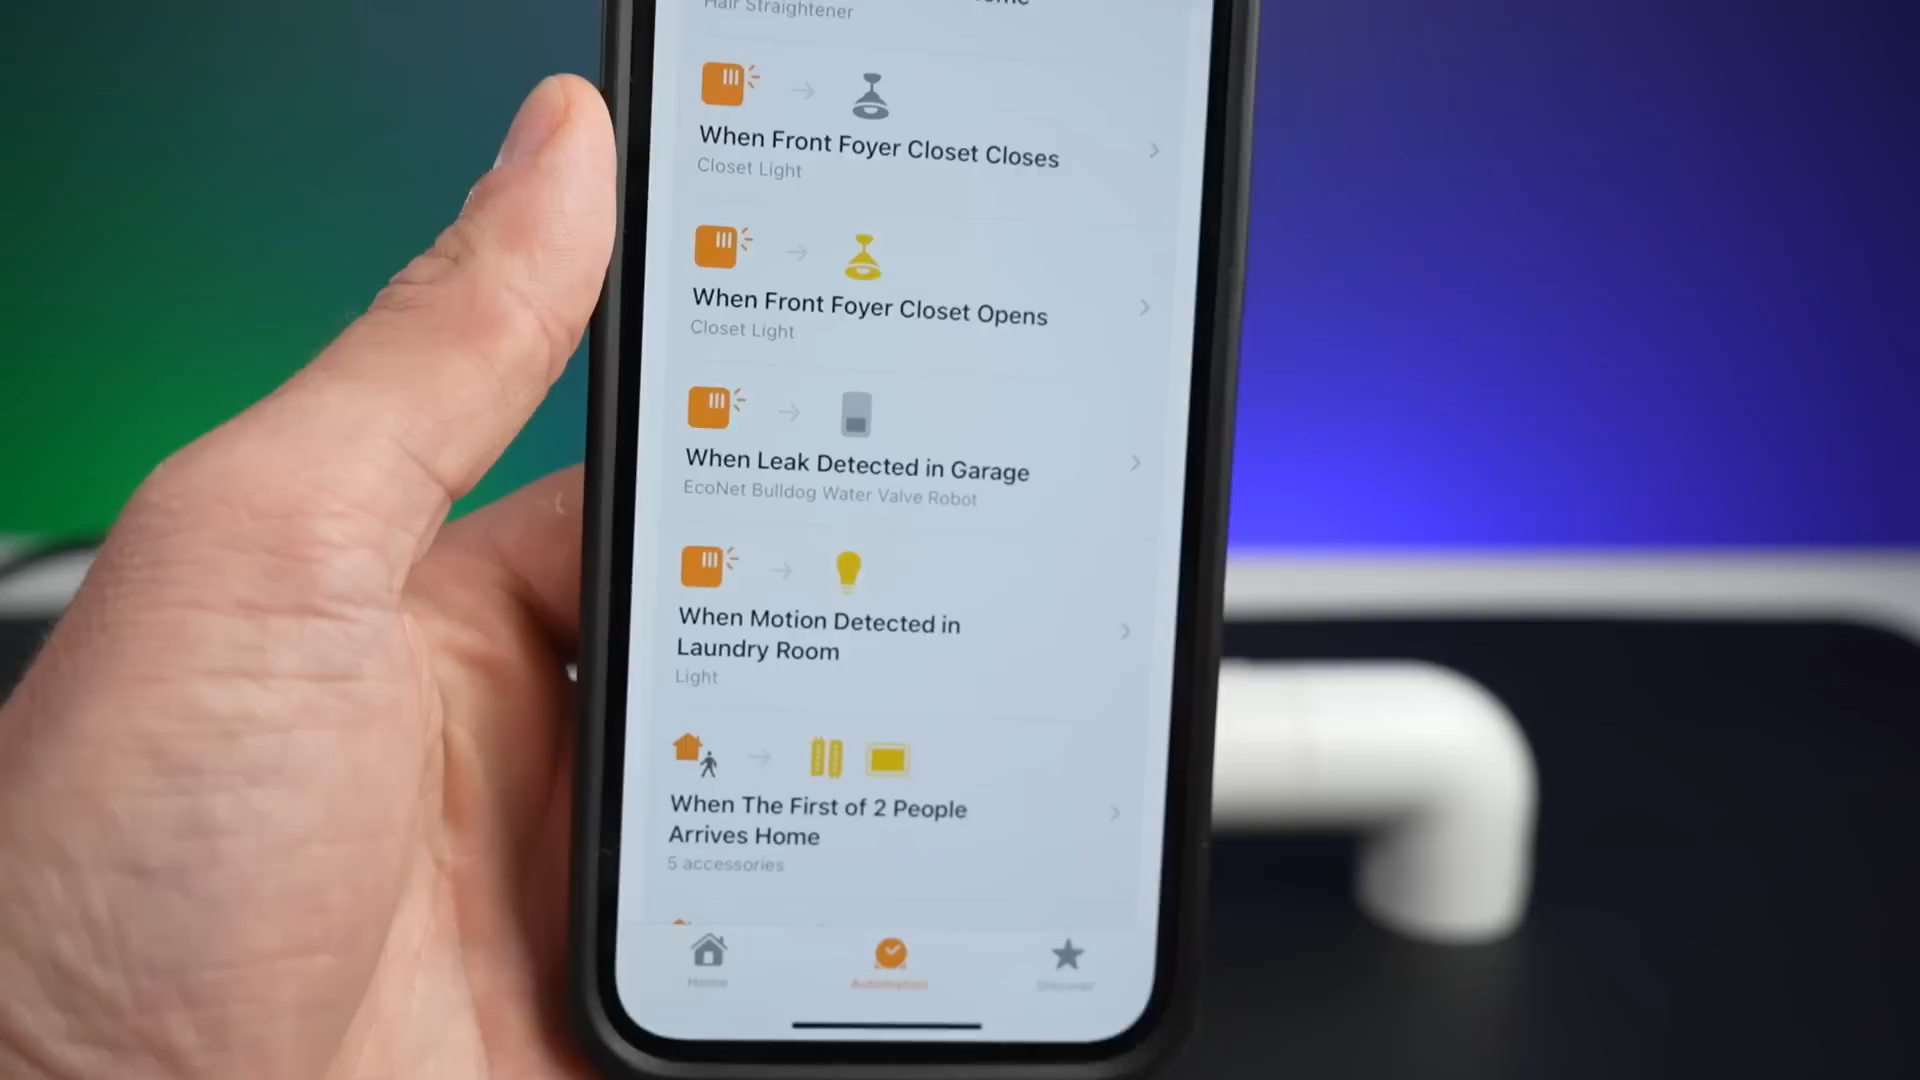 Hair Straightener
When Front Foyer Closet Closes
Closet Light
When Front Foyer Closet Opens
Closet Light
When Leak Detected in Garage
EcoNet Bulldog Water Valve Robot
When Motion Detected in
Laundry Room
Light
When The First of 2 People
Arrives Home
5 accessories
Home
Automation
Discover